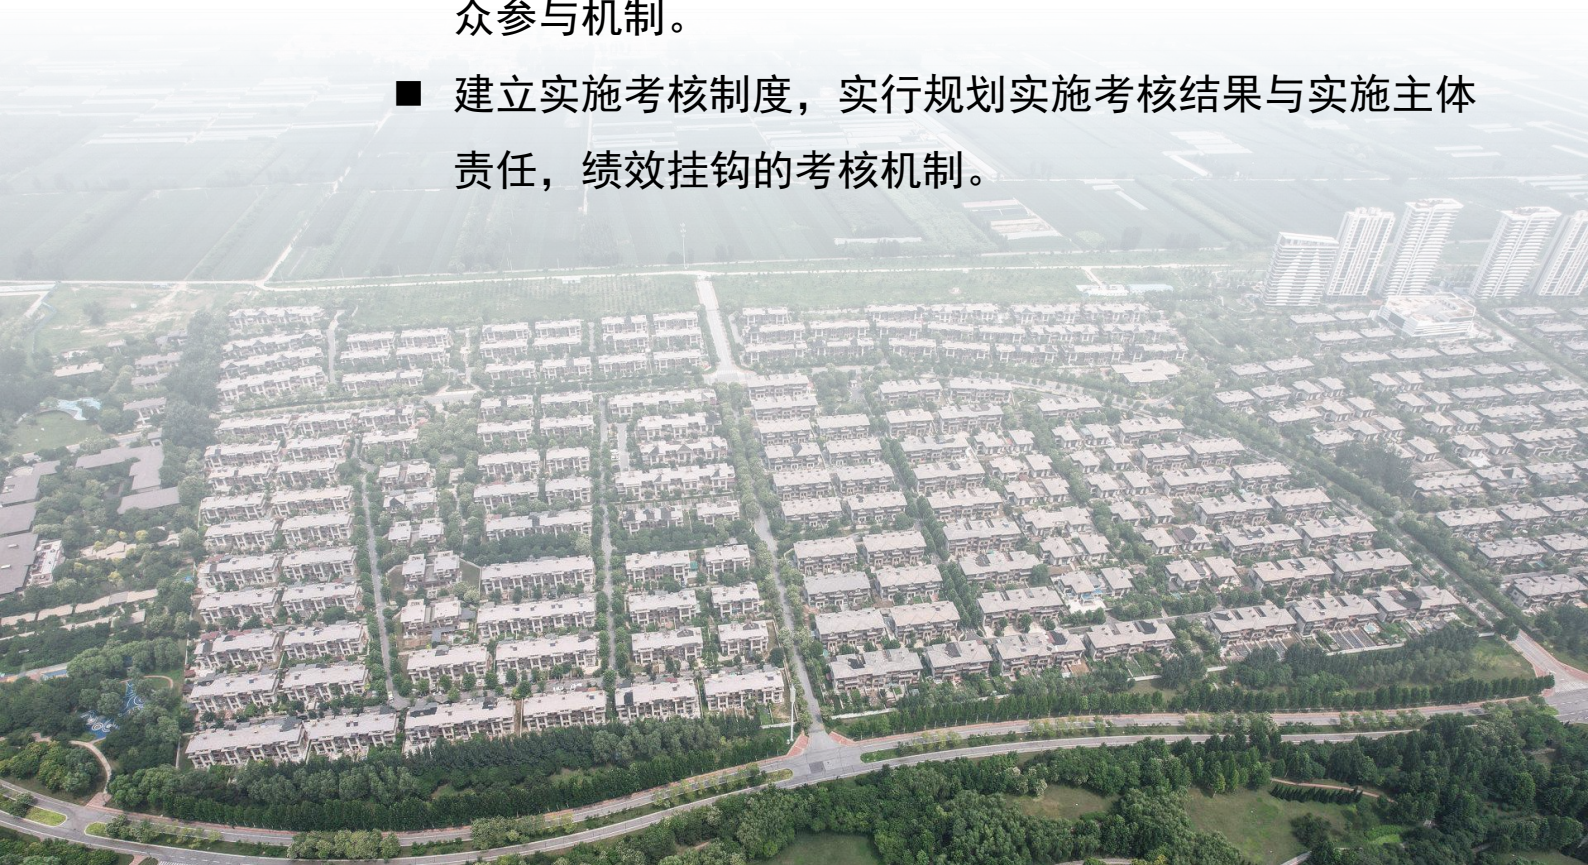 众参与机制。
■ 建立实施考核制度，实行规划实施考核结果与实施主体
责任，绩效挂钩的考核机制。